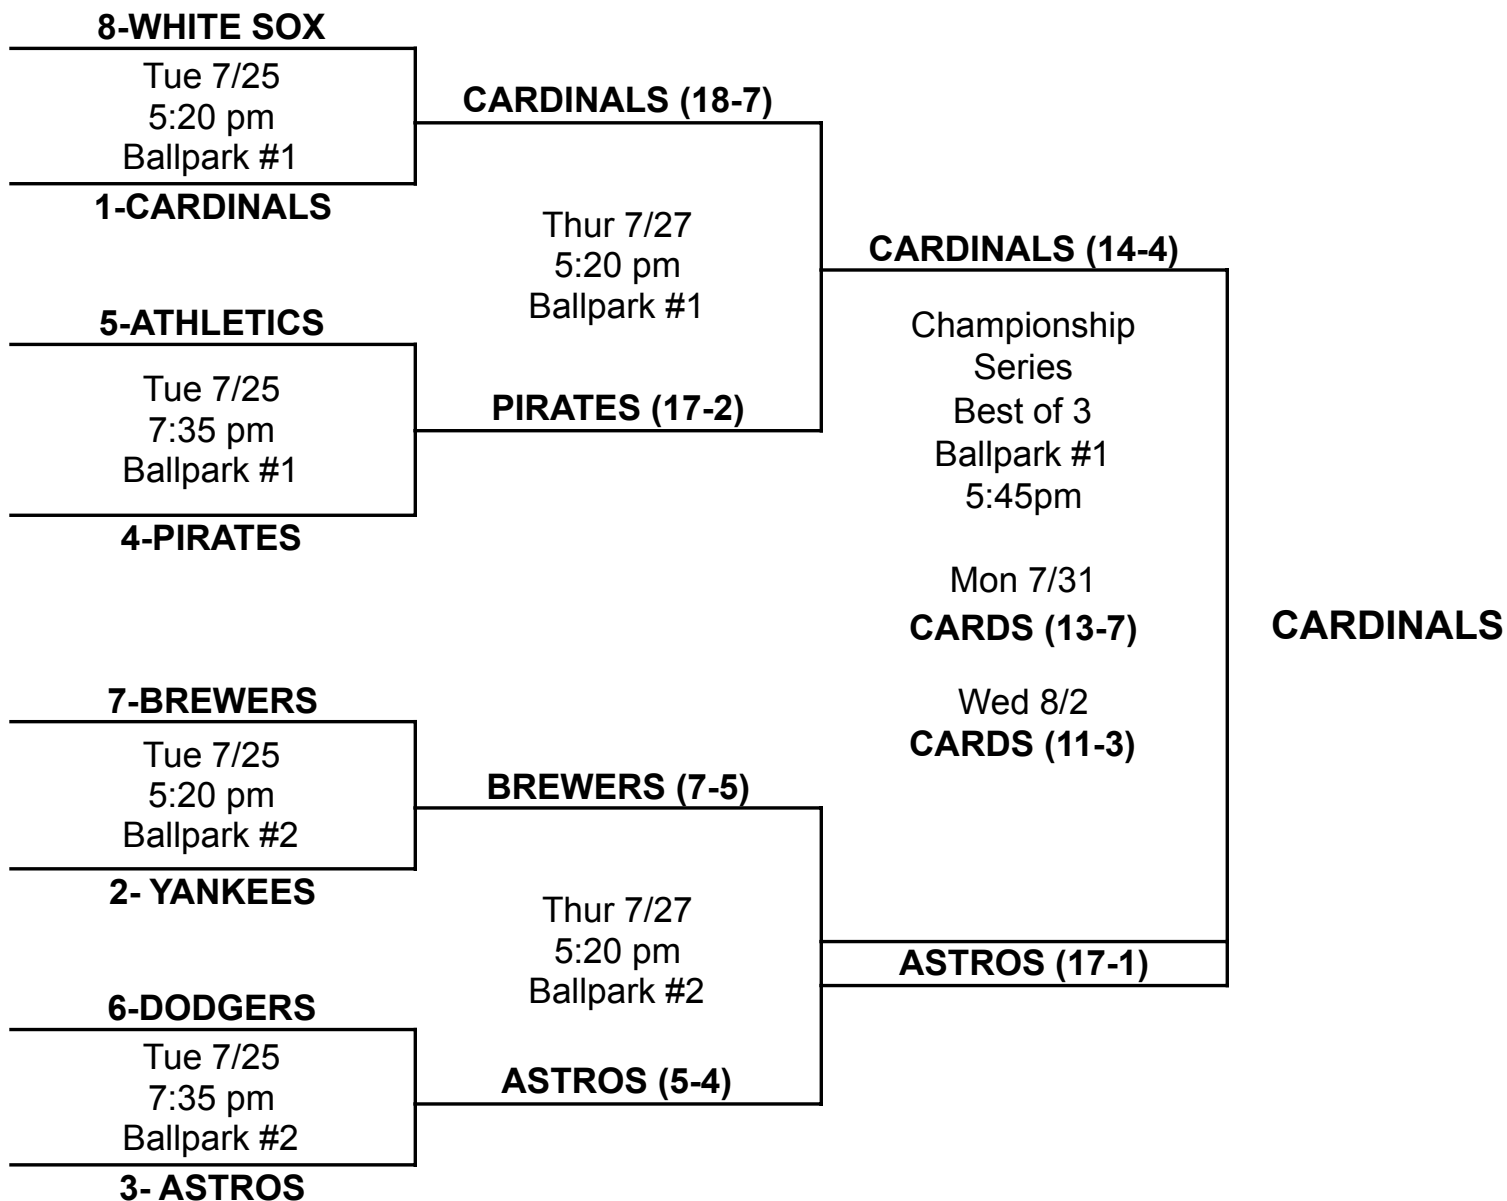 8-WHITE SOX
Tue 7/25
5:20 pm
Ballpark #1
1-CARDINALS
5-ATHLETICS
Tue 7/25
7:35 pm
Ballpark #1
4-PIRATES
7-BREWERS
Tue 7/25
5:20 pm
Ballpark #2
2- YANKEES
6-DODGERS
Tue 7/25
7:35 pm
Ballpark #2
3- ASTROS
CARDINALS (18-7)
Thur 7/27
5:20 pm
Ballpark #1
PIRATES (17-2)
BREWERS (7-5)
Thur 7/27
5:20 pm
Ballpark #2
ASTROS (5-4)
CARDINALS (14-4)
Championship
Series
Best of 3
Ballpark #1
5:45pm
Mon 7/31
CARDS (13-7)
Wed 8/2
CARDS (11-3)
ASTROS (17-1)
CARDINALS